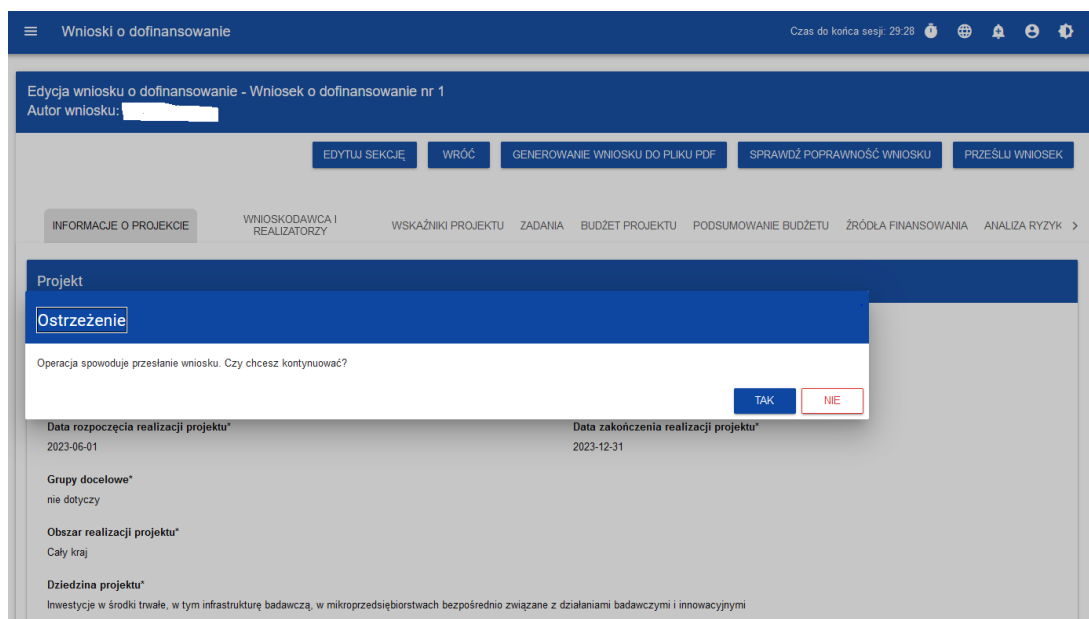 Wnioski o dofinansowanie
Czas do końca sesji: 29:28
Edycja wniosku o dofinansowanie - Wniosek o dofinansowanie nr 1
Autor wniosku:
EDYTUJ SEKCJĘ WRÓĆ GENEROWANIE WNIOSKU DO PLIKU PDF SPRAWDŹ POPRAWNOŚĆ WNIOSKU PRZEŚLIJ WNIOSEK
INFORMACJE O PROJEKCIE
WNIOSKODAWCA I
REALIZATORZY
WSKAŹNIKI PROJEKTU ZADANIA BUDŻET PROJEKTU PODSUMOWANIE BUDŻETU ŹRÓDŁA FINANSOWANIA ANALIZA RYZYK
Projekt
Ostrzeżenie
Operacja spowoduje przesłanie wniosku. Czy chcesz kontynuować?
TAK NIE
Data rozpoczęcia realizacji projektu* Data zakończenia realizacji projektu*
2023-06-01 2023-12-31
Grupy docelowe*
nie dotyczy
Obszar realizacji projektu*
Cały kraj
Dziedzina projektu*
Inwestycje w środki trwałe, w tym infrastrukturę badawczą, w mikroprzedsiębiorstwach bezpośrednio związane z działaniami badawczymi i innowacyjnymi